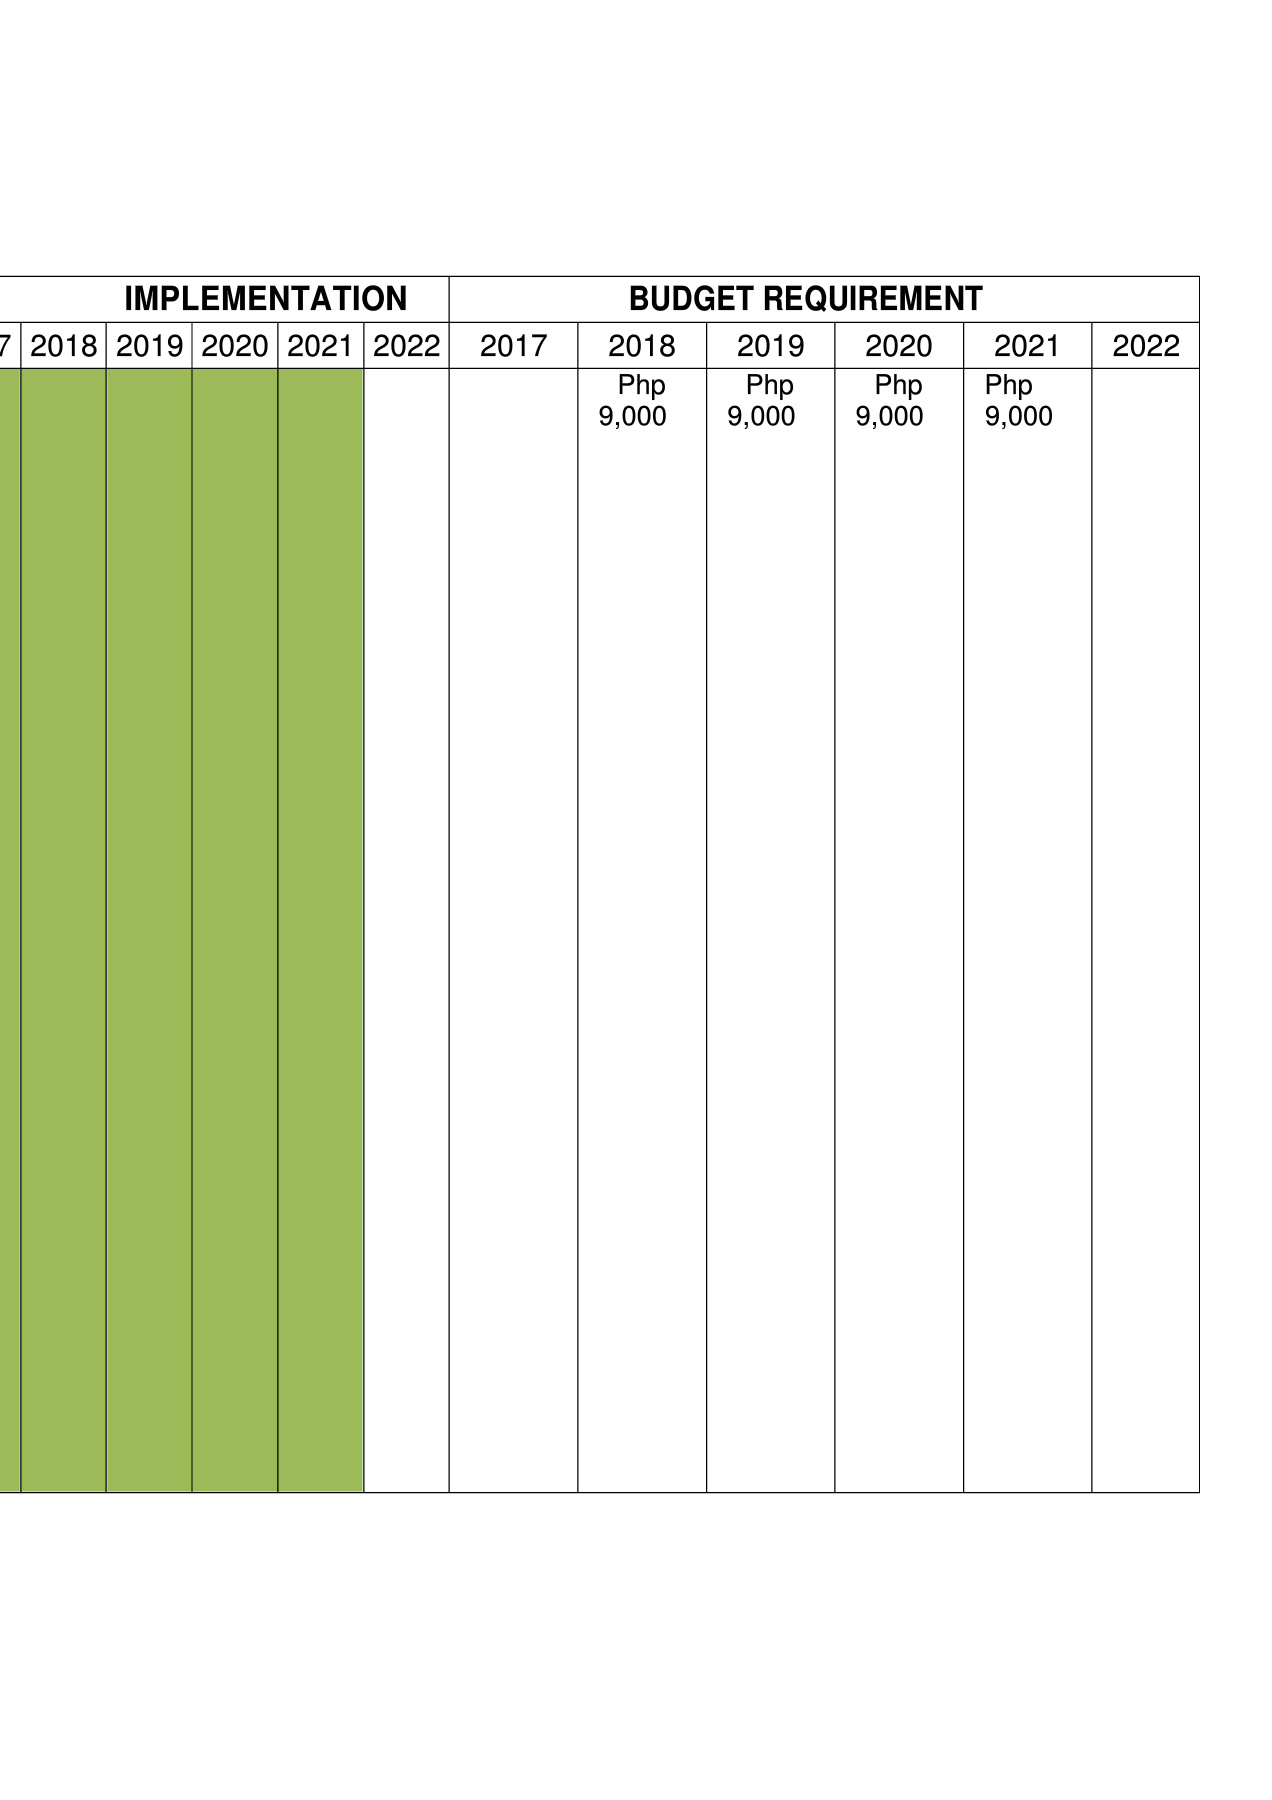 IMPLEMENTATION BUDGET REQUIREMENT
7 2018 2019 2020 2021 2022 2017 2018 2019 2020 2021 2022
Php Php Php Php
9,000 9,000 9,000 9,000